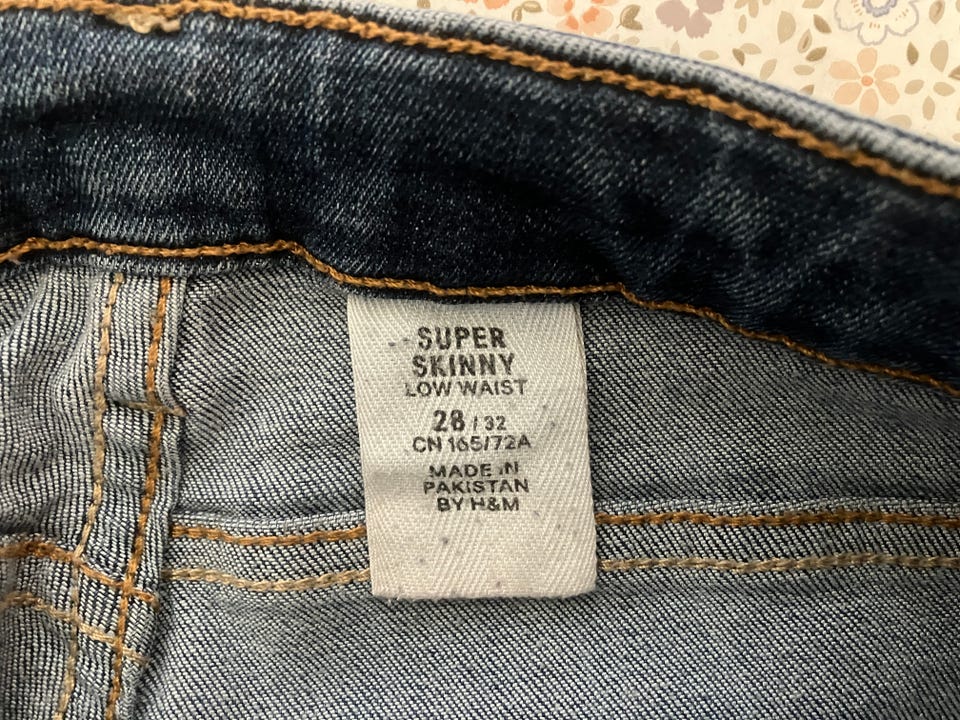 SUPER
SKINNY
LOW WAIST
28 / 32
CN 165/72A
MADE IN
PAKISTAN
BY H&M